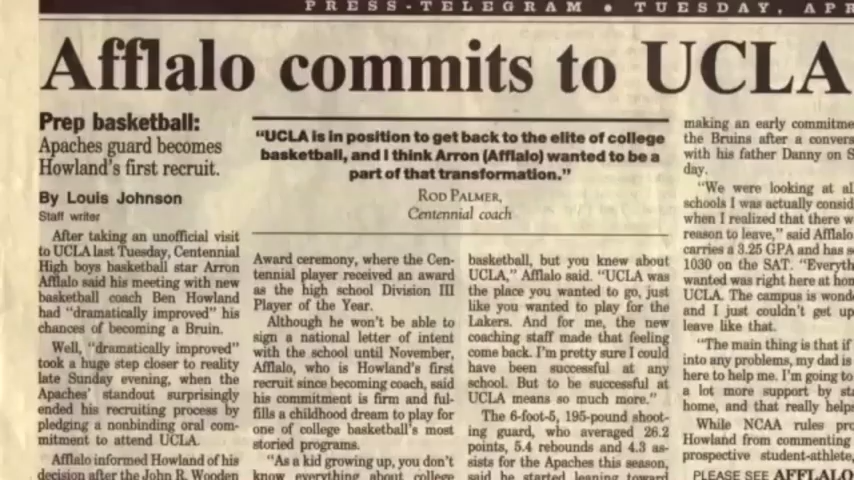 PRESS-TELEGRAM • TUESDAY, APR
Afflalo commits to UCLA
Prep basketball:
Apaches guard becomes
Howland's first recruit.
By Louis Johnson
Staff writer
After taking an unofficial visit
to UCLA last Tuesday, Centennial
High boys basketball star Arron
Afflalo said his meeting with new
basketball coach Ben Howland
had "dramatically improved" his
chances of becoming a Bruin.
Well, "dramatically improved"
took a huge step closer to reality
late Sunday evening, when the
Apaches' standout surprisingly
ended his recruiting process by
pledging a nonbinding oral com-
mitment to attend UCLA.
Afflalo informed Howland of his
decision after the John R. Wooden
"UCLA is in position to get back to the elite of college
basketball, and I think Arron (Afflalo) wanted to be a
part of that transformation."
ROD PALMER,
Centennial coach
Award ceremony, where the Cen-
tennial player received an award
as the high school Division III
Player of the Year.
Although he won't be able to
sign a national letter of intent
with the school until November,
Afflalo, who is Howland's first
recruit since becoming coach, said
his commitment is firm and ful-
fills a childhood dream to play for
one of college basketball's most
storied programs.
"As a kid growing up, you don't
know everything about college
basketball, but you knew about
UCLA," Afflalo said. "UCLA was
the place you wanted to go, just
like you wanted to play for the
Lakers. And for me, the new
coaching staff made that feeling
come back. I'm pretty sure I could
have been successful at any
school. But to be successful at
UCLA means so much more."
The 6-foot-5, 195-pound shoot-
ing guard, who averaged 26.2
points, 5.4 rebounds and 4.3 as-
sists for the Apaches this season,
said he started leaning toward
making an early commitme
the Bruins after a convers
with his father Danny on S
day.
"We were looking at al
schools I was actually consid
when I realized that there w
reason to leave," said Afflalo
carries a 3.25 GPA and has s
1030 on the SAT. "Everyth
wanted was right here at hom
UCLA. The campus is wond
and I just couldn't get up
leave like that.
"The main thing is that if
into any problems, my dad is
here to help me. I'm going to
a lot more support by sta
home, and that really helps
While NCAA rules pro
Howland from commenting
prospective student-athlete,
PLEASE SEE AFFLALO